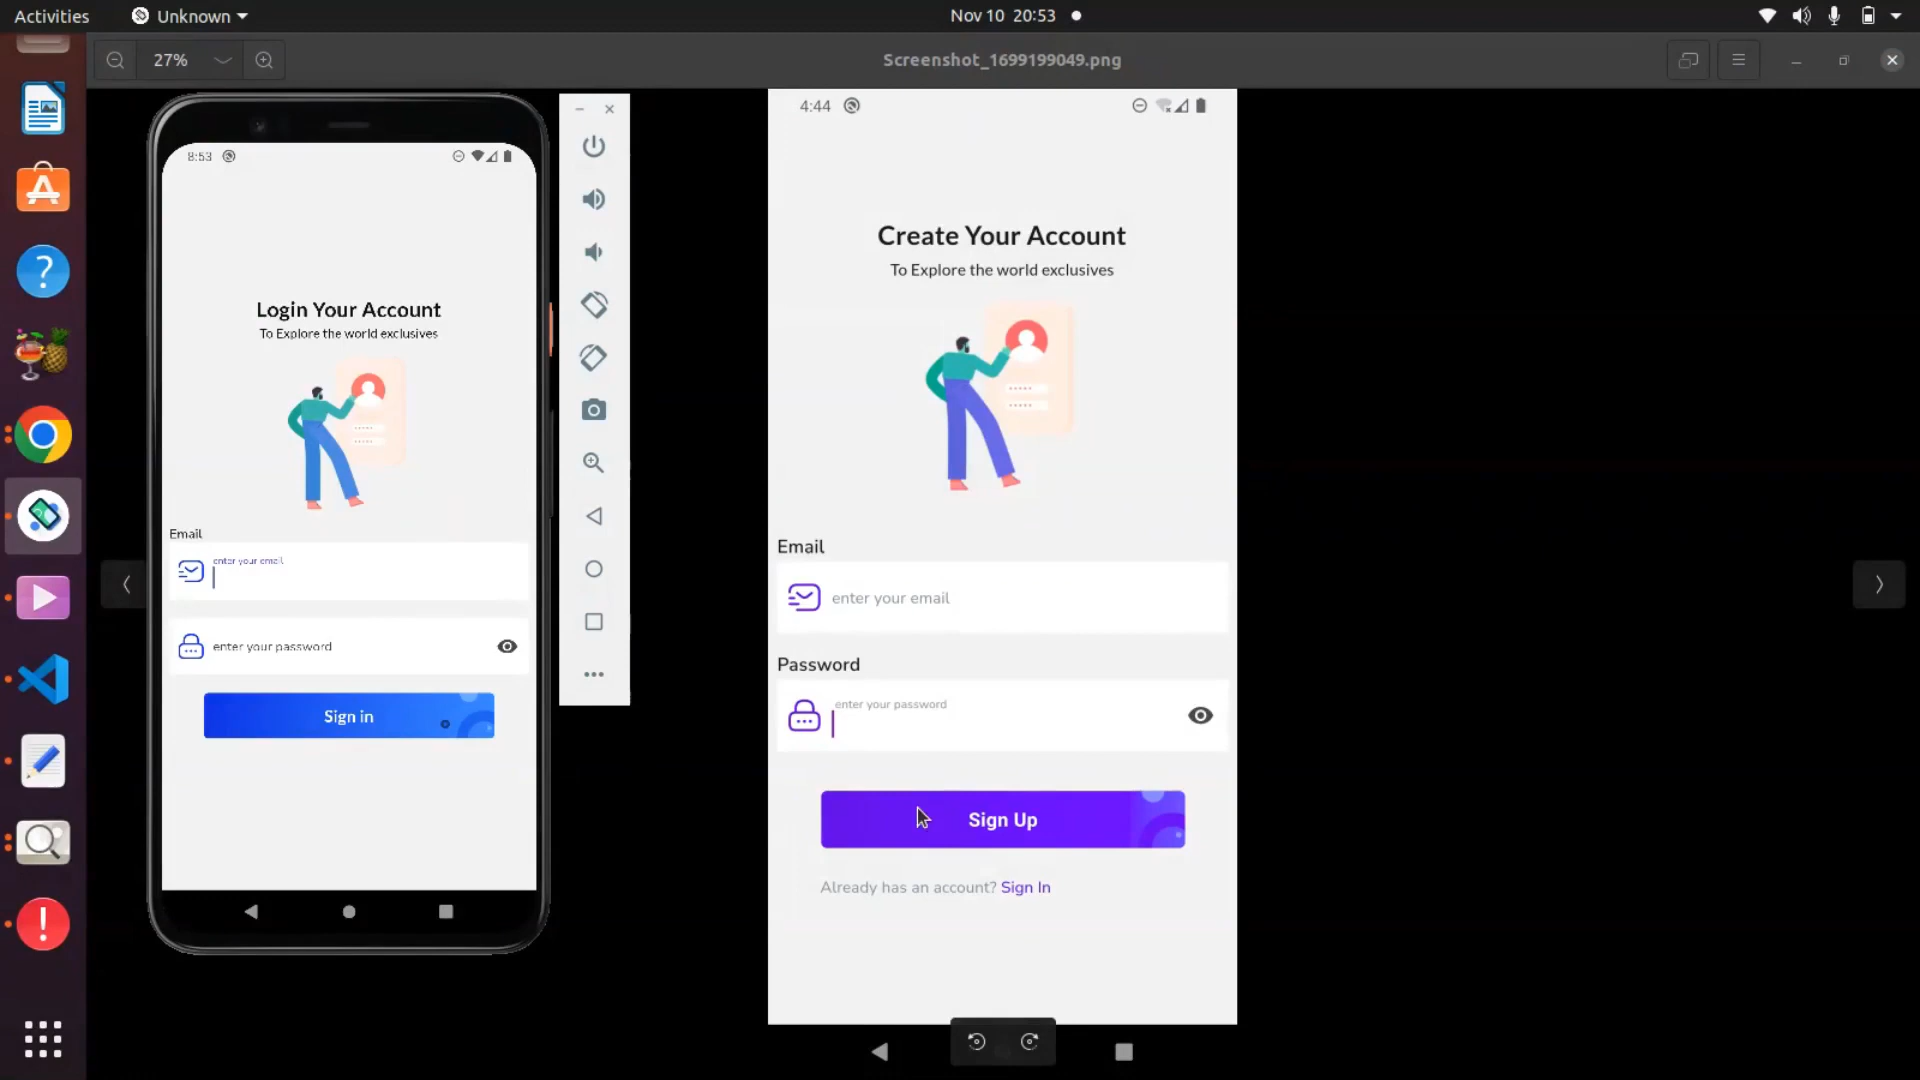 Activities
Unknown
Nov 10 20:53
27%
Screenshot_1699199049.png
8:53
Login Your Account
To Explore the world exclusives
Email
enter your email
enter your password
Sign in
4:44
Create Your Account
To Explore the world exclusives
Email
enter your email
Password
enter your password
Sign Up
Already has an account? Sign In